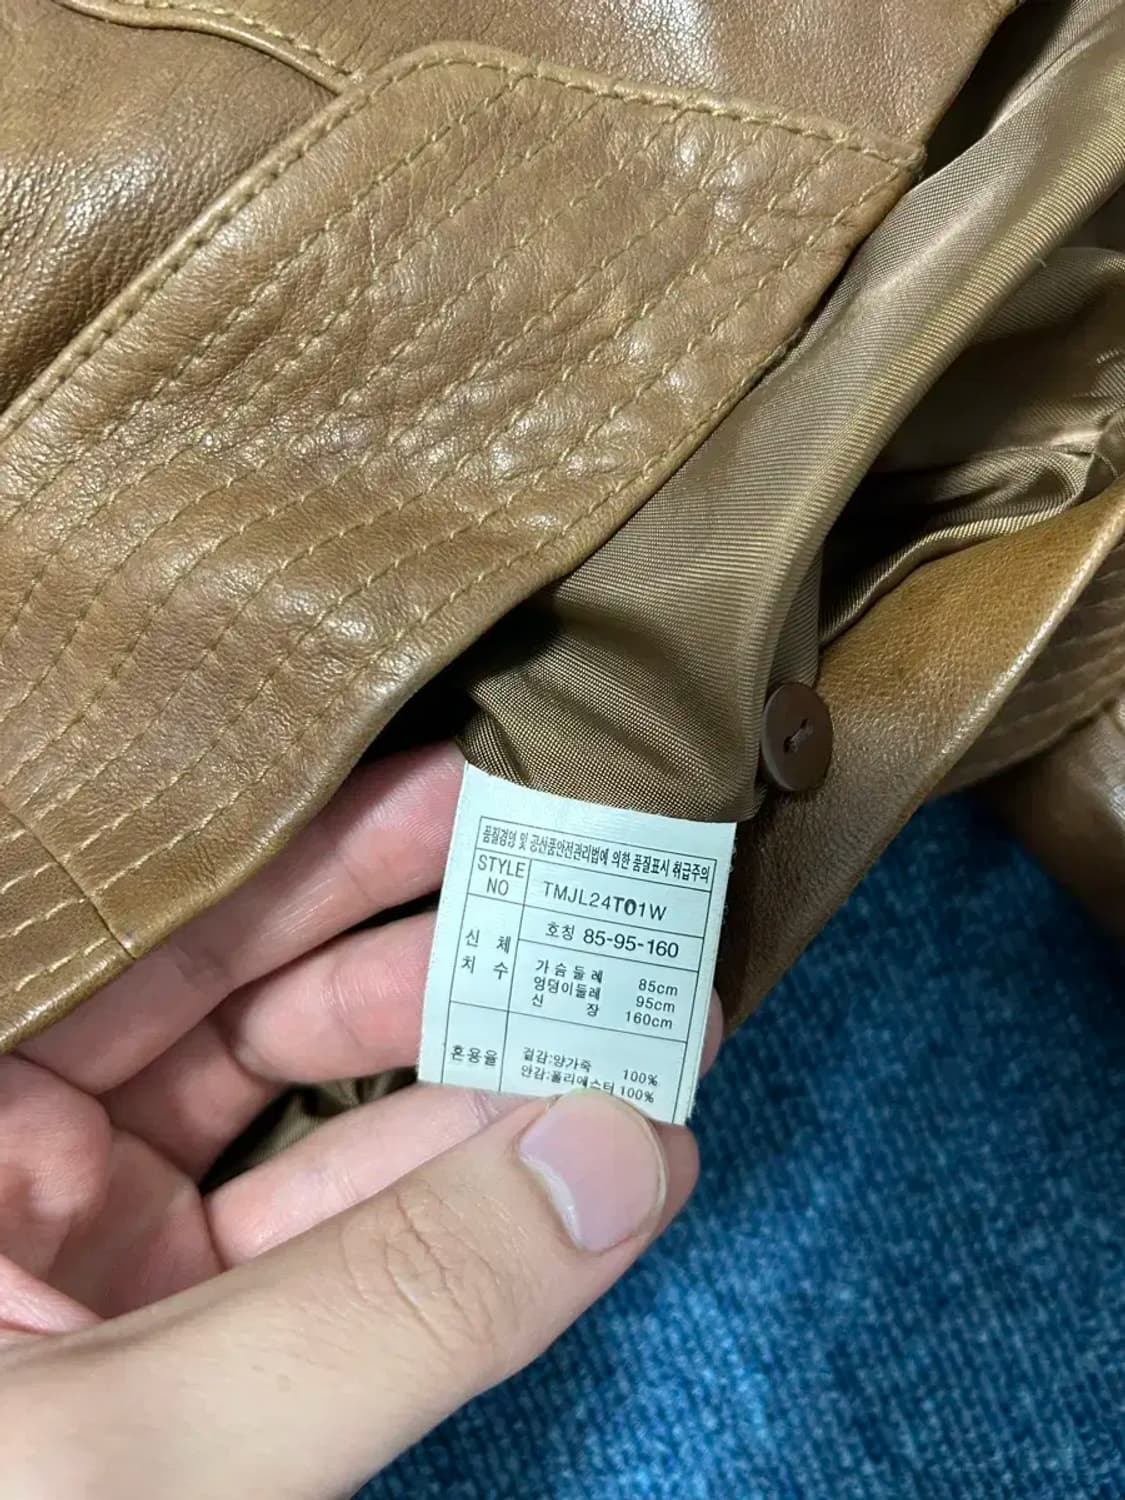 품질경영 및 공산품안전관리법에 의한 품질표시 취급주의
STYLE NO TMJL24T01W
신체 치수 호칭 85-95-160
가슴둘레 85cm
엉덩이둘레 95cm
신장 160cm
혼용율 겉감:양가죽 100%
안감:폴리에스터 100%